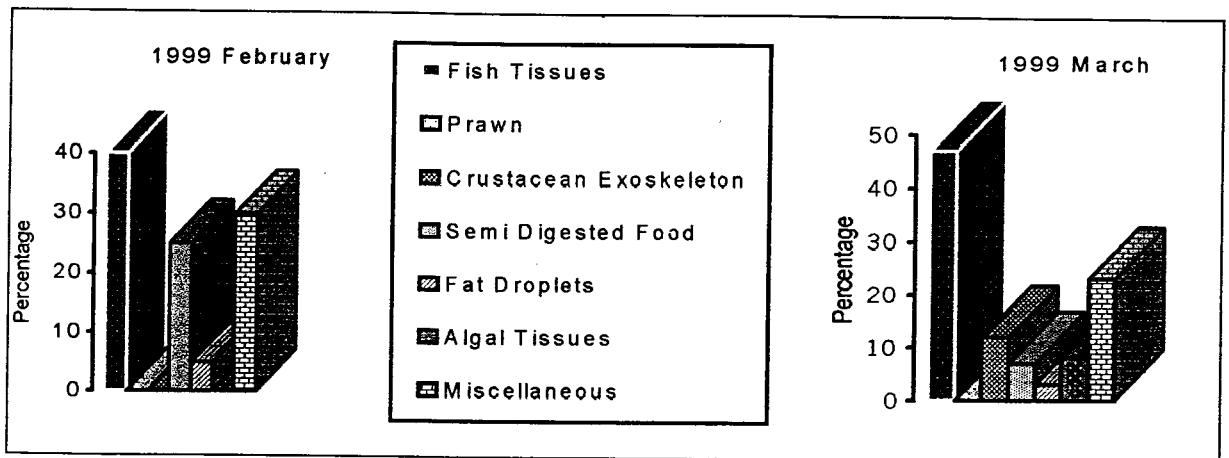 1999 February
Percentage
40
30
20
10
0
Fish Tissues
Prawn
Crustacean Exoskeleton
Semi Digested Food
Fat Droplets
Algal Tissues
Miscellaneous
1999 March
Percentage
50
40
30
20
10
0